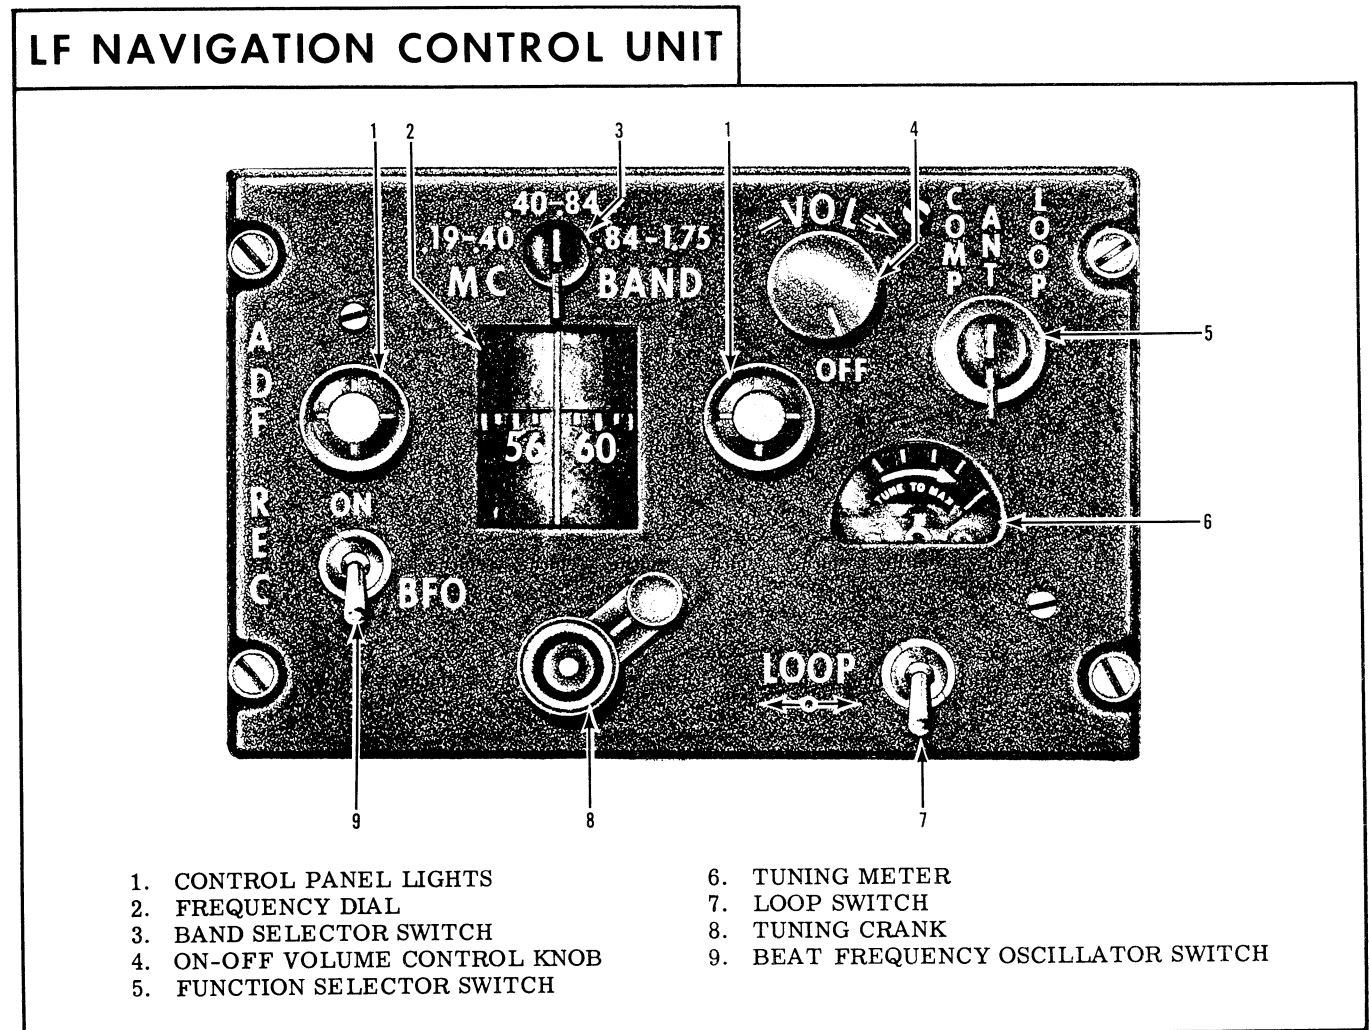 LF NAVIGATION CONTROL UNIT
1 2 3 1 4
.19-.40 .40-.84 .84-1.75
MC BAND
VOL
OFF
COMP ANT LOOP
5
ADF REC
56 60
TUNE TO MAX
6
ON
BFO
LOOP
9 8 7
1. CONTROL PANEL LIGHTS
2. FREQUENCY DIAL
3. BAND SELECTOR SWITCH
4. ON-OFF VOLUME CONTROL KNOB
5. FUNCTION SELECTOR SWITCH
6. TUNING METER
7. LOOP SWITCH
8. TUNING CRANK
9. BEAT FREQUENCY OSCILLATOR SWITCH